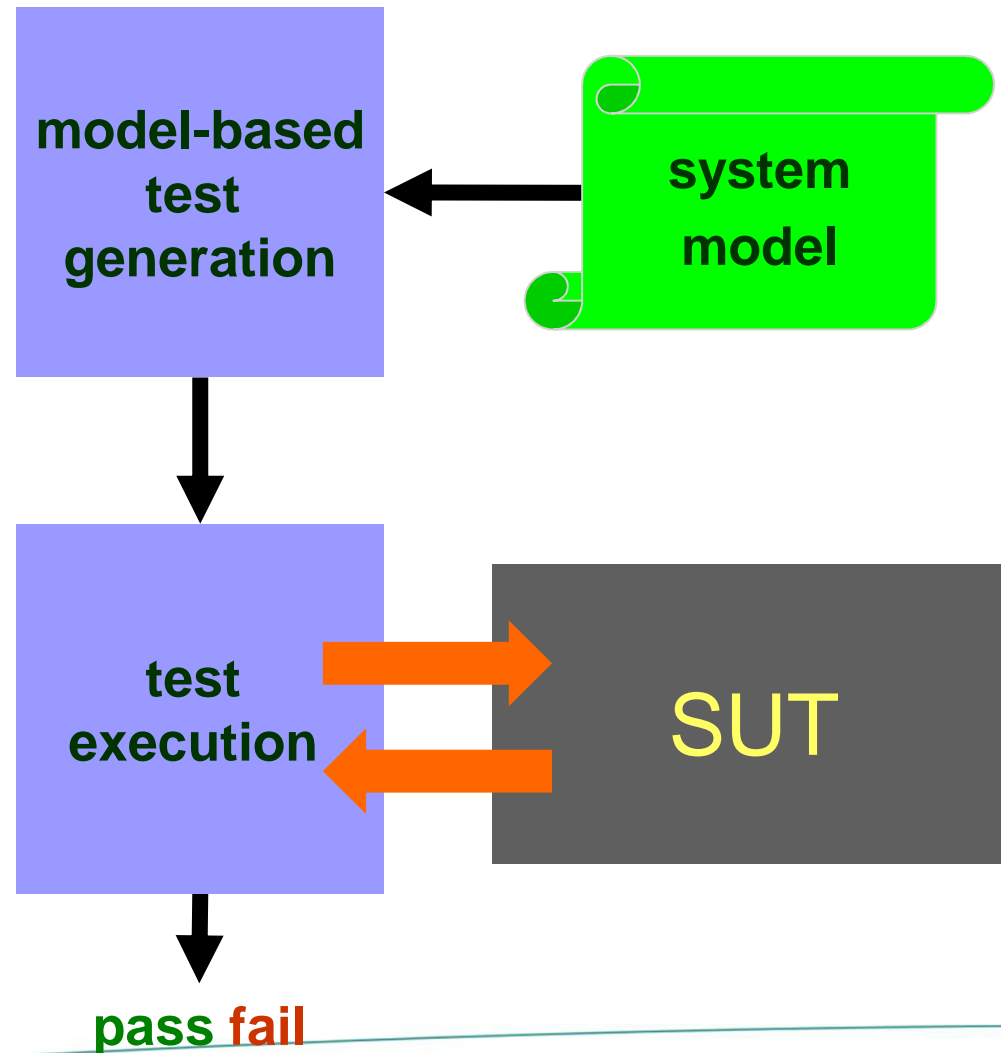 model-based
test
generation
system
model
test
execution
SUT
pass fail